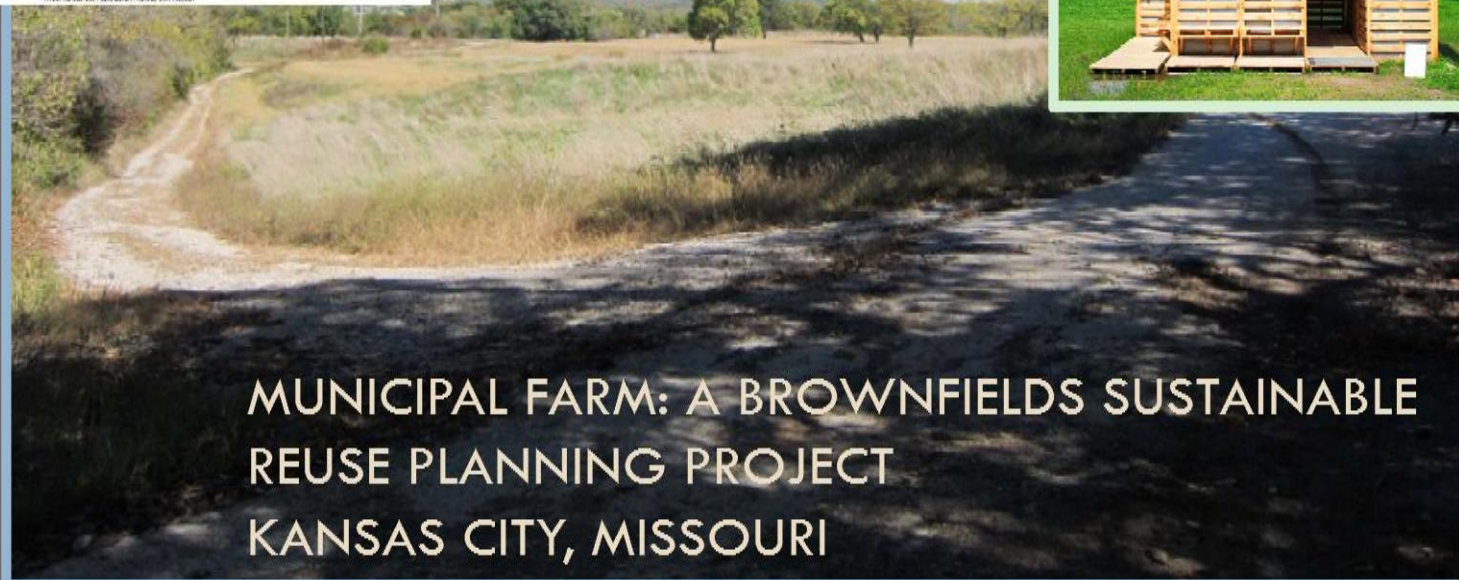 MUNICIPAL FARM: A BROWNFIELDS SUSTAINABLE
REUSE PLANNING PROJECT
KANSAS CITY, MISSOURI